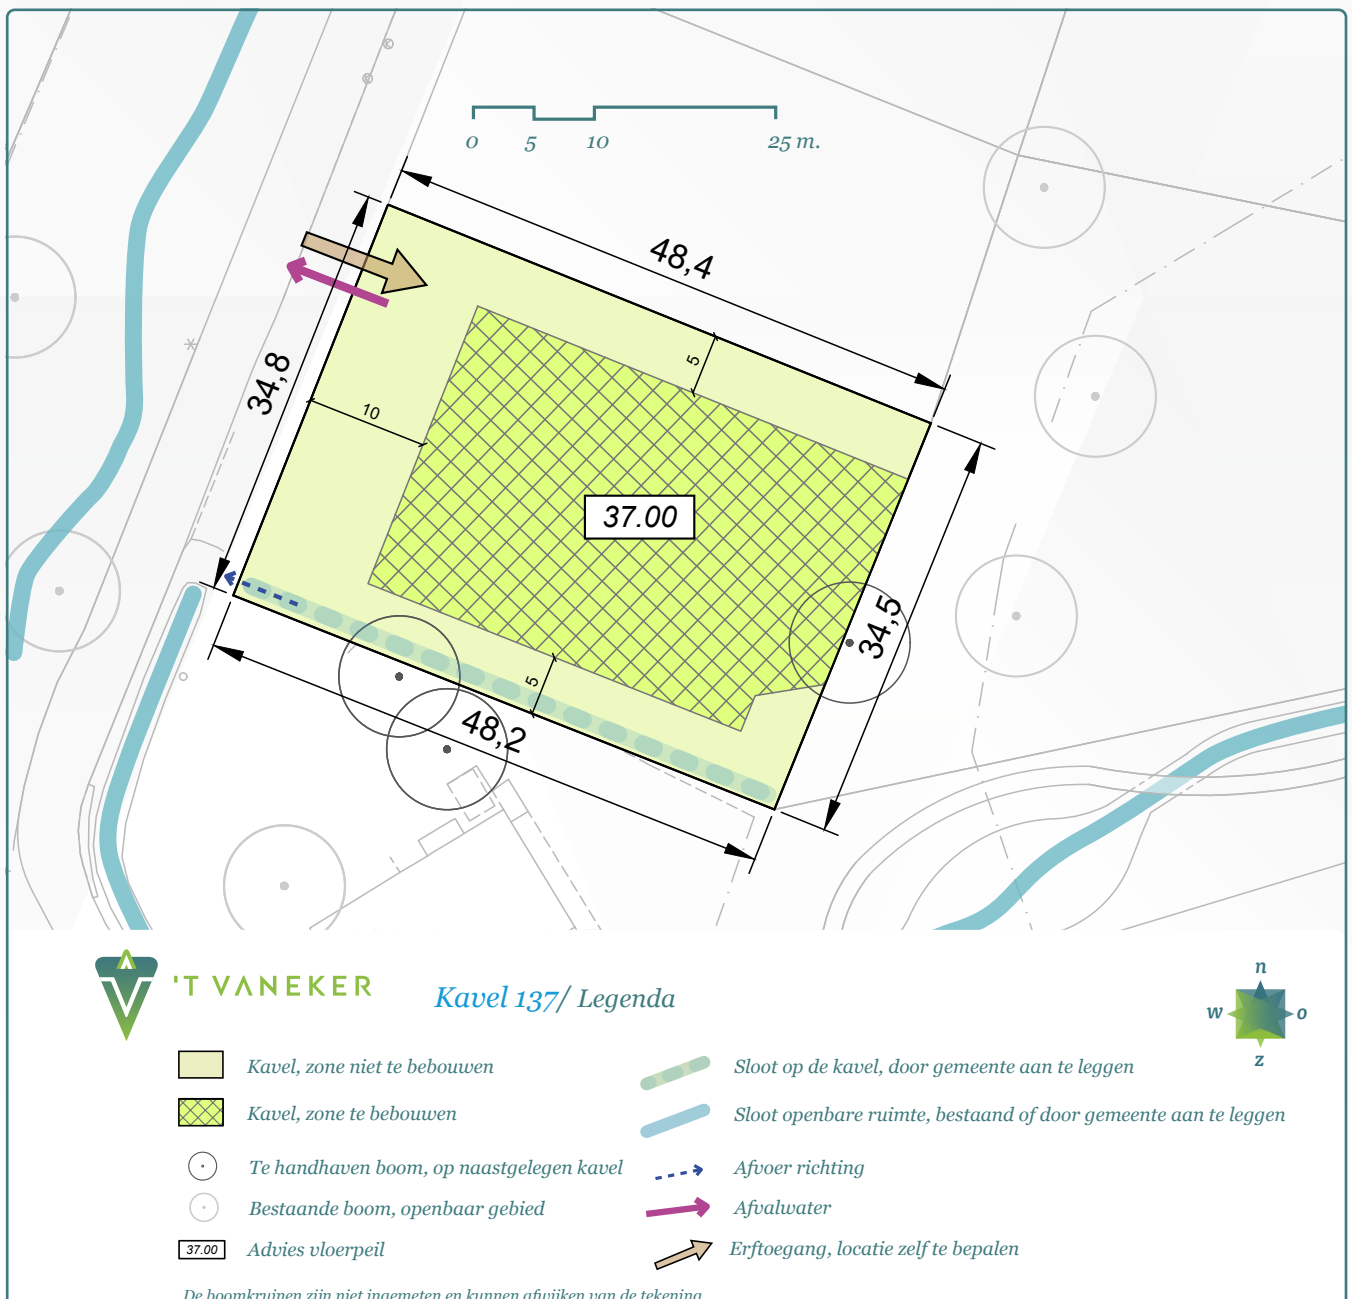 0 5 10 25 m.
48,4
5
34,8
10
37.00
34,5
5
48,2
'T VANEKER
Kavel 137/ Legenda
n
w o
z
Kavel, zone niet te bebouwen
Kavel, zone te bebouwen
Te handhaven boom, op naastgelegen kavel
Bestaande boom, openbaar gebied
37.00 Advies vloerpeil
Sloot op de kavel, door gemeente aan te leggen
Sloot openbare ruimte, bestaand of door gemeente aan te leggen
Afvoer richting
Afvalwater
Erftoegang, locatie zelf te bepalen
De boomkruinen zijn niet ingemeten en kunnen afwijken van de tekening